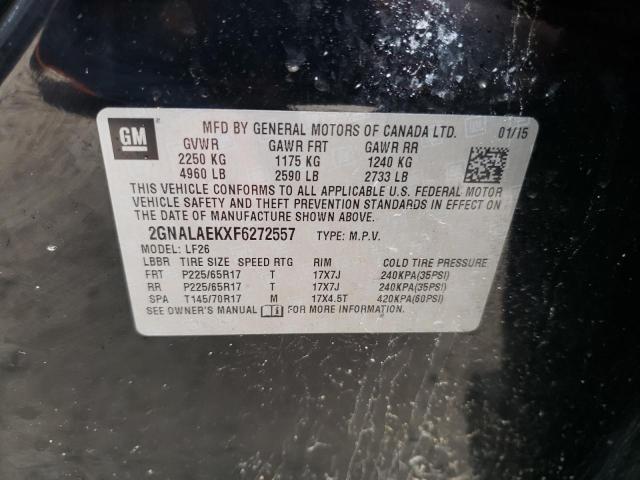 GM
MFD BY GENERAL MOTORS OF CANADA LTD. 01/15
GVWR GAWR FRT GAWR RR
2250 KG 1175 KG 1240 KG
4960 LB 2590 LB 2733 LB
THIS VEHICLE CONFORMS TO ALL APPLICABLE U.S. FEDERAL MOTOR
VEHICLE SAFETY AND THEFT PREVENTION STANDARDS IN EFFECT ON
THE DATE OF MANUFACTURE SHOWN ABOVE.
2GNALAEKXF6272557 TYPE: M.P.V.
MODEL: LF26
LBBR TIRE SIZE SPEED RTG RIM COLD TIRE PRESSURE
FRT P225/65R17 T 17X7J 240KPA(35PSI)
RR P225/65R17 T 17X7J 240KPA(35PSI)
SPA T145/70R17 M 17X4.5T 420KPA(60PSI)
SEE OWNER'S MANUAL FOR MORE INFORMATION.